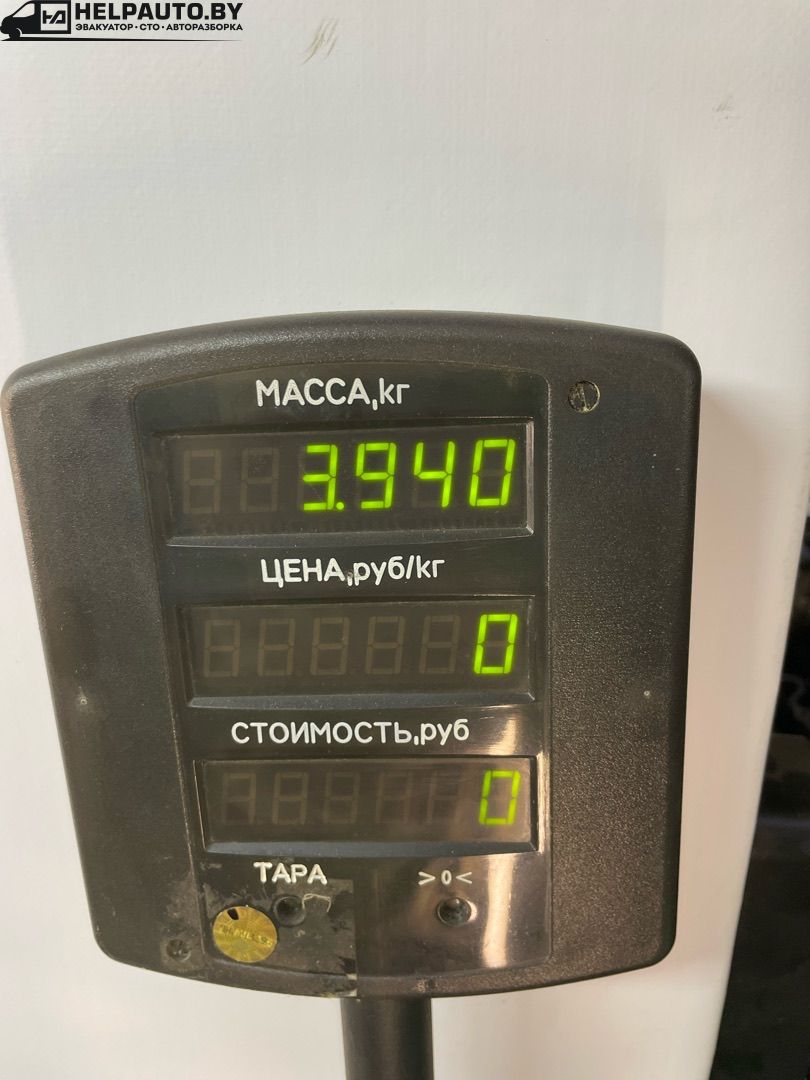 HELPAUTO.BY
ЭВАКУАТОР • СТО • АВТОРАЗБОРКА
МАССА,кг
3.940
ЦЕНА,руб/кг
0
СТОИМОСТЬ,руб
0
ТАРА >0<